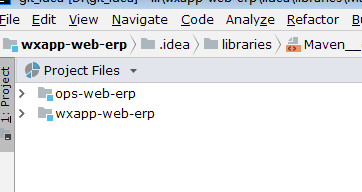 File Edit View Navigate Code Analyze Refactor
wxapp-web-erp .idea libraries Maven__
1: Project
Project Files
ops-web-erp
wxapp-web-erp